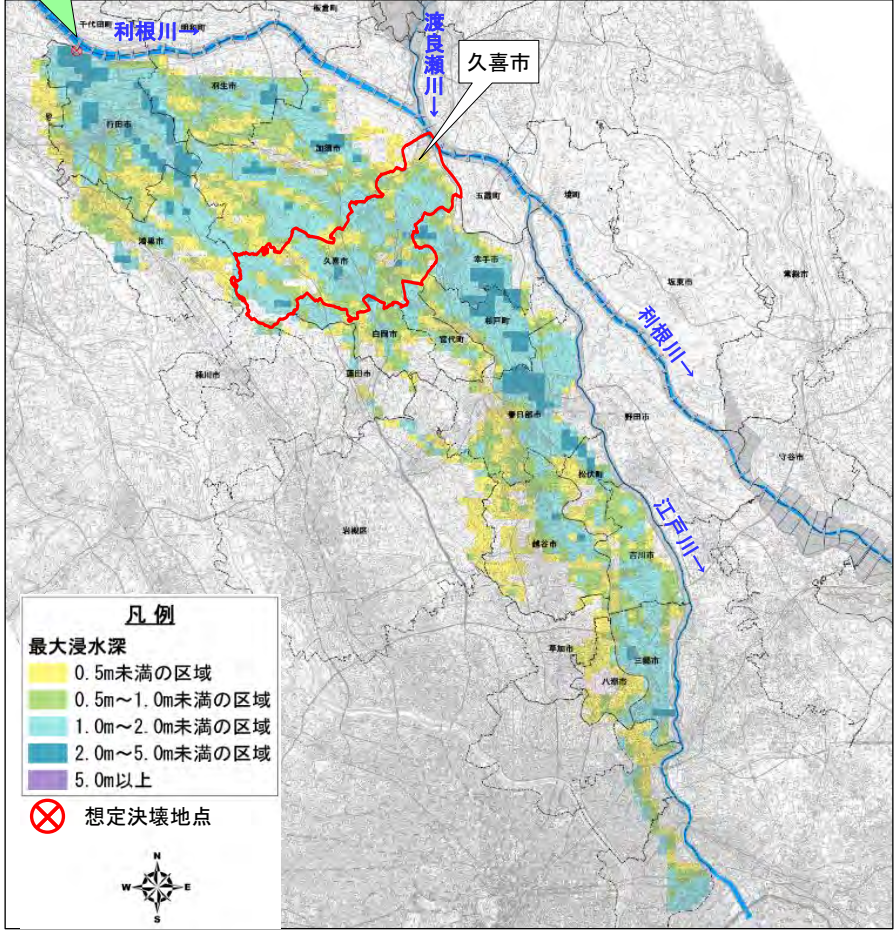 板倉町
千代田町
明和町
利根川→
渡良瀬川→
久喜市
羽生市
行田市
加須市
五霞町
境町
鴻巣市
久喜市
幸手市
坂東市
常総市
杉戸町
利根川→
白岡市
宮代町
桶川市
蓮田市
春日部市
野田市
守谷市
松伏町
江戸川→
岩槻区
越谷市
吉川市
草加市
三郷市
八潮市
凡例
最大浸水深
0.5m未満の区域
0.5m～1.0m未満の区域
1.0m～2.0m未満の区域
2.0m～5.0m未満の区域
5.0m以上
想定決壊地点
N
W E
S